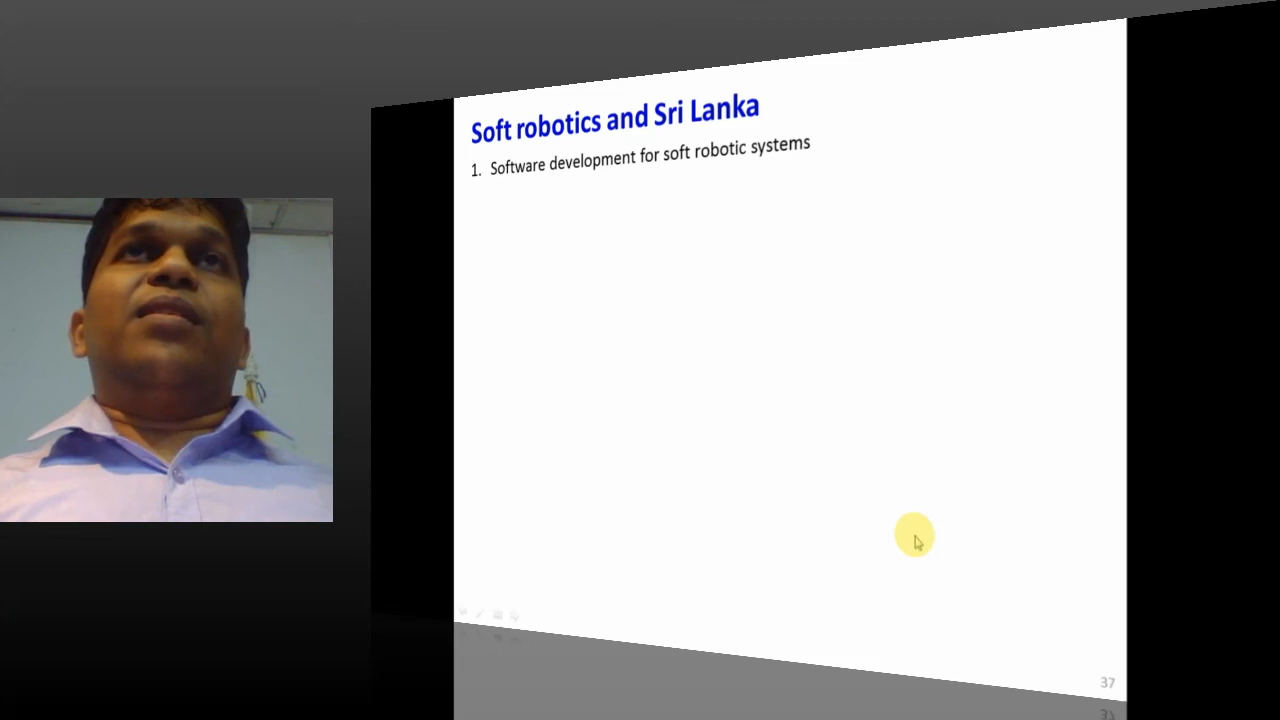 Soft robotics and Sri Lanka
1. Software development for soft robotic systems
37